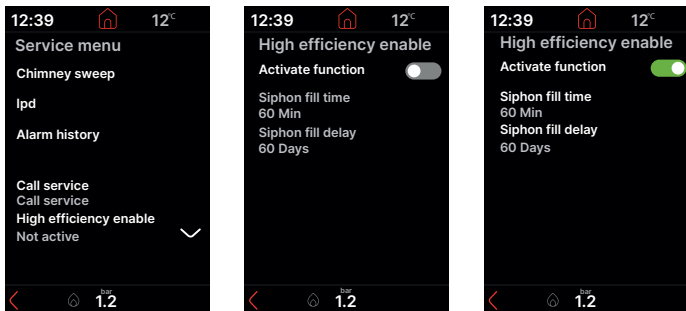 12:39
12°C
Service menu
Chimney sweep
Ipd
Alarm history
Call service
Call service
High efficiency enable
Not active
bar
1.2
12:39
12°C
High efficiency enable
Activate function
Siphon fill time
60 Min
Siphon fill delay
60 Days
bar
1.2
12:39
12°C
High efficiency enable
Activate function
Siphon fill time
60 Min
Siphon fill delay
60 Days
bar
1.2